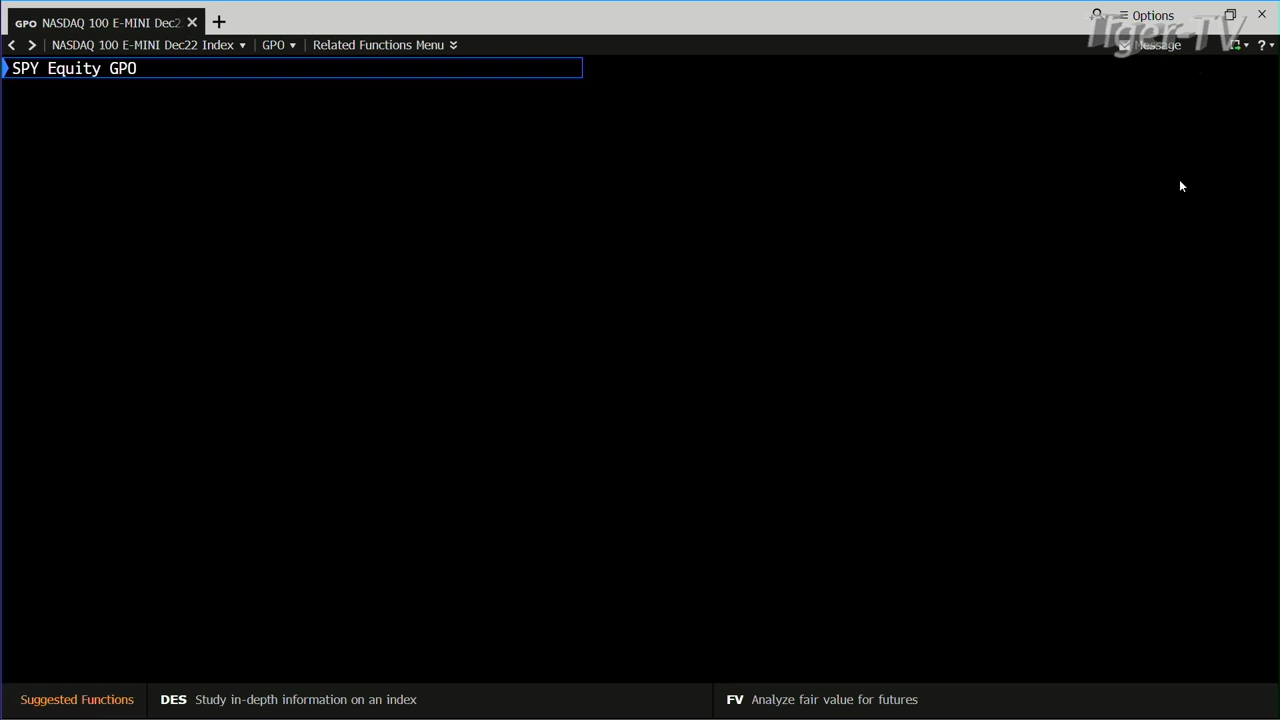 GPO NASDAQ 100 E-MINI Dec2
Options
NASDAQ 100 E-MINI Dec22 Index GPO Related Functions Menu Message ?
Tiger-TV
SPY Equity GPO
Suggested Functions DES Study in-depth information on an index FV Analyze fair value for futures